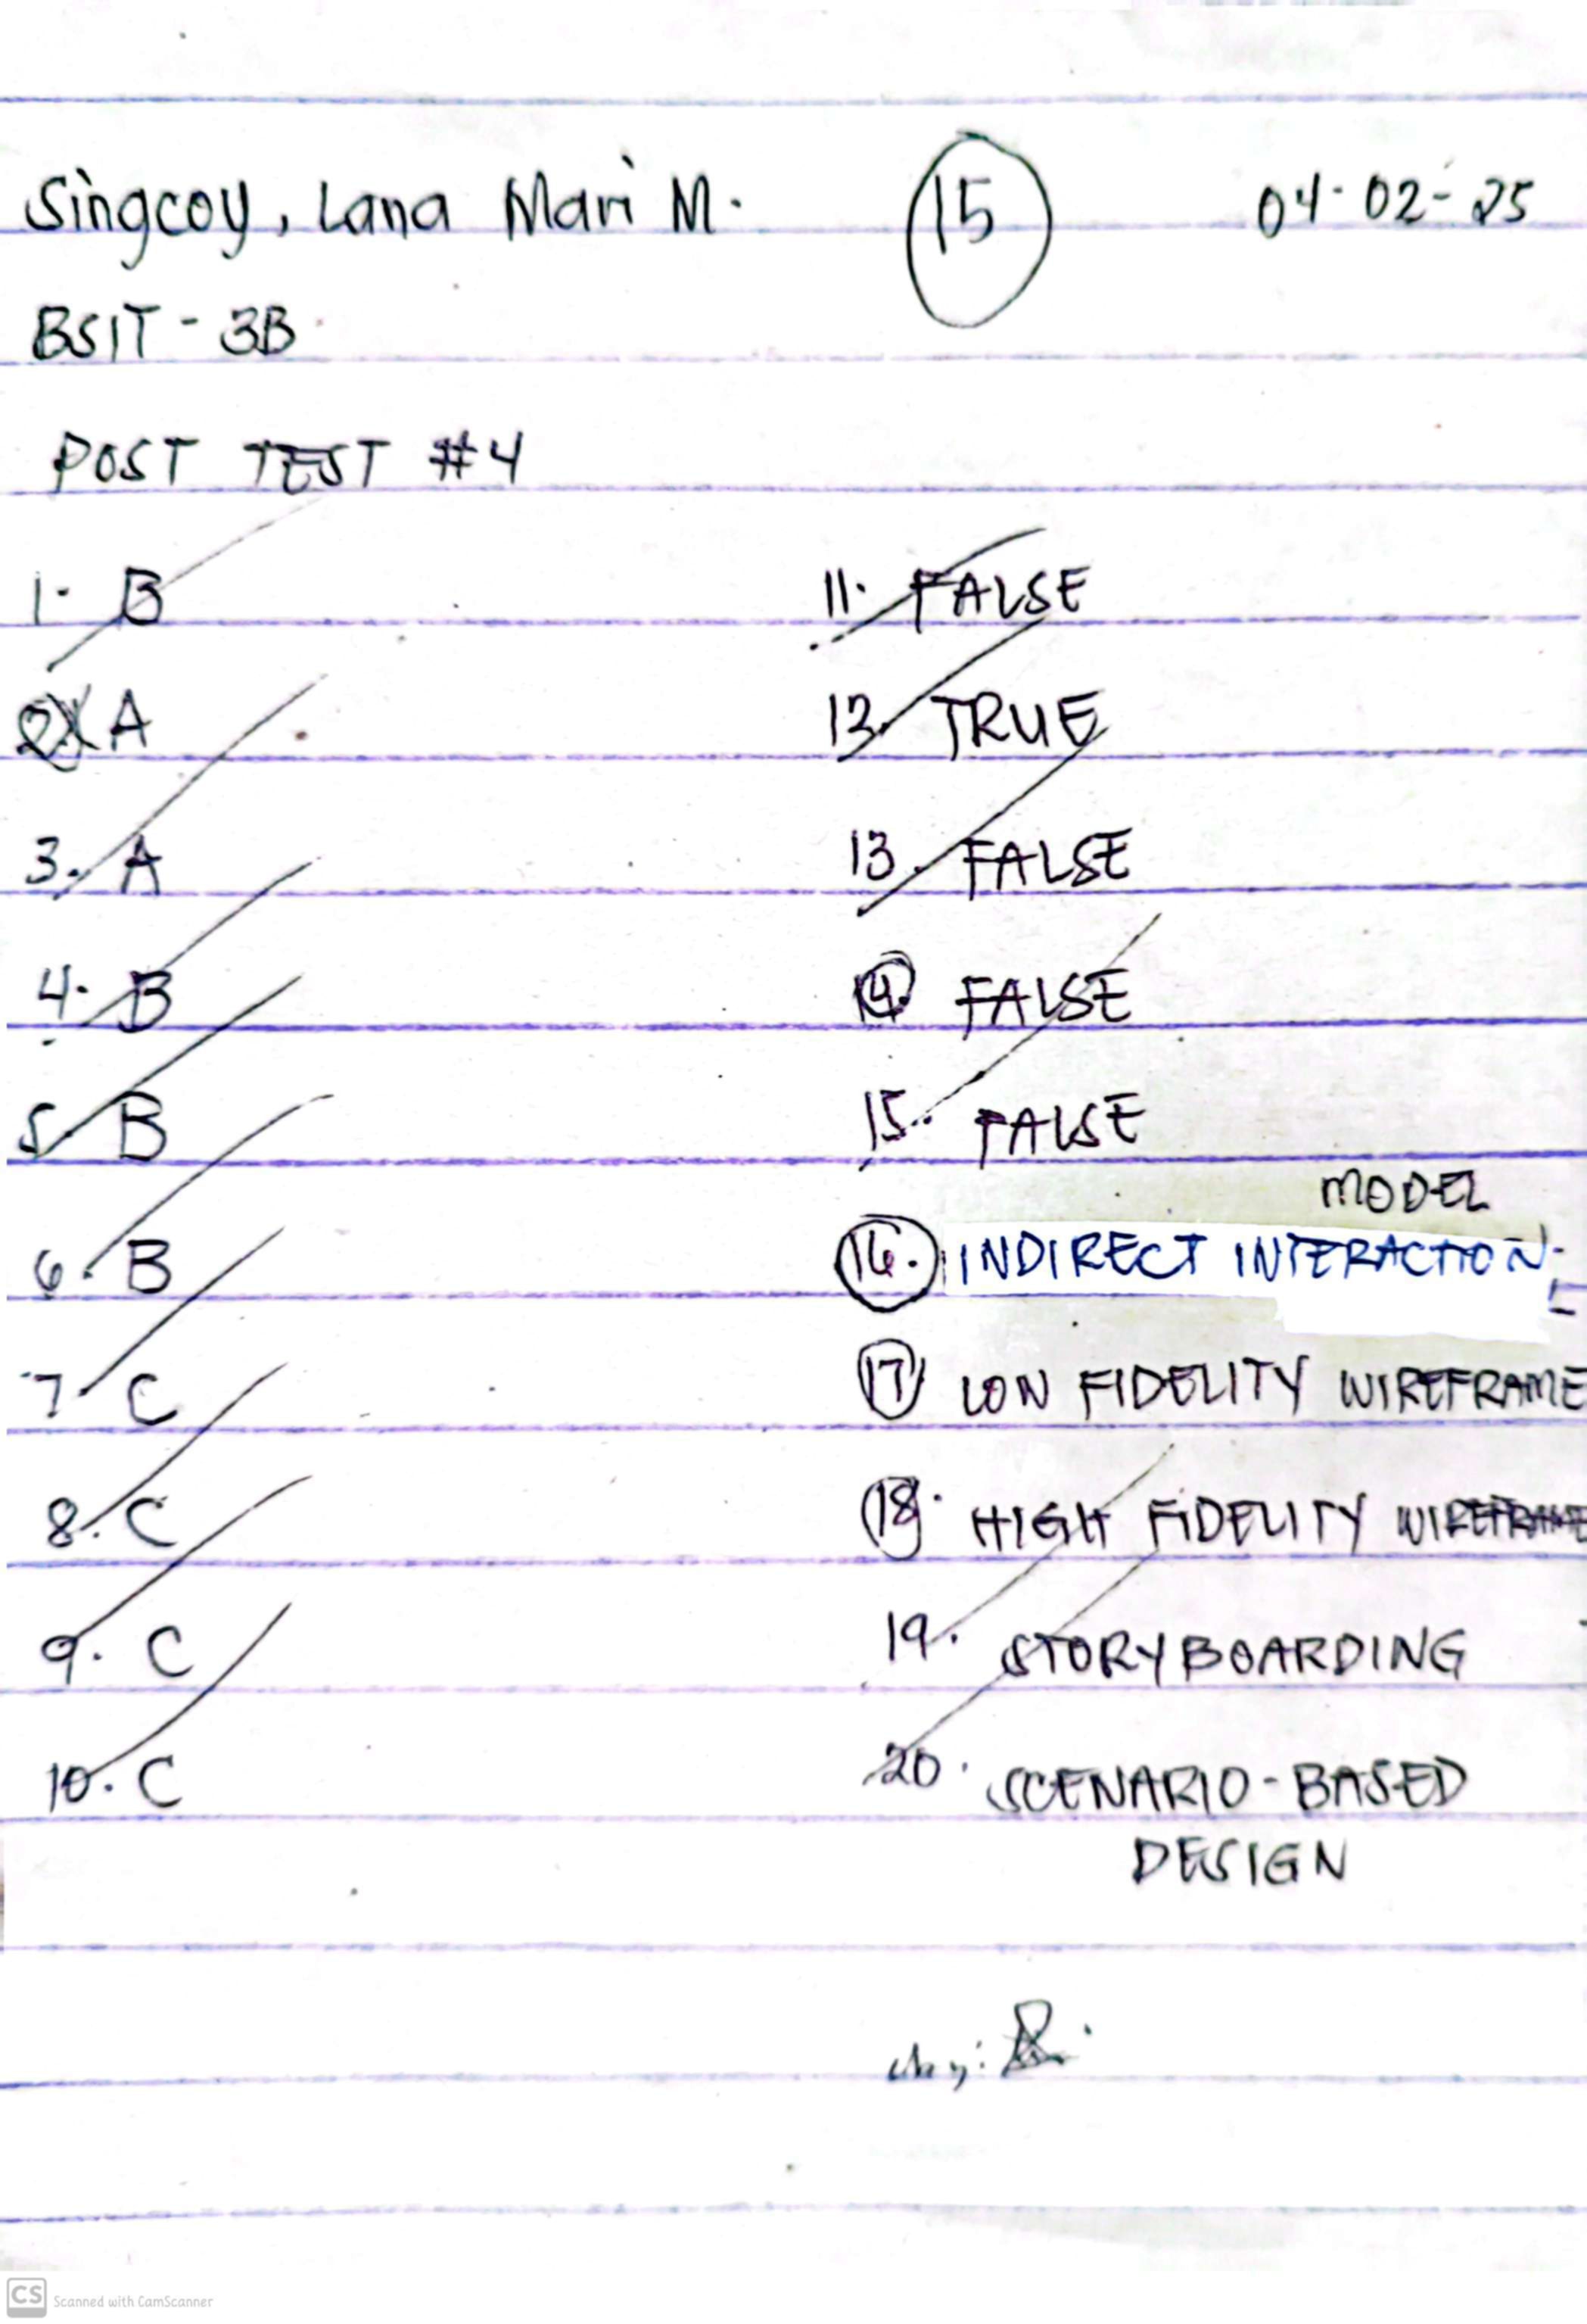 Singcoy, Lana Mari M. 15 04-02-25
BSIT - 3B
POST TEST #4
1. B
2. A
3. A
4. B
5. B
6. B
7. C
8. C
9. C
10. C
11. FALSE
12. TRUE
13. FALSE
14. FALSE
15. FALSE
16. INDIRECT INTERACTION
MODEL
17 LOW FIDELITY WIREFRAME
18. HIGH FIDELITY WIREFRAME
19. STORYBOARDING
20. SCENARIO-BASED
DESIGN
CS Scanned with CamScanner